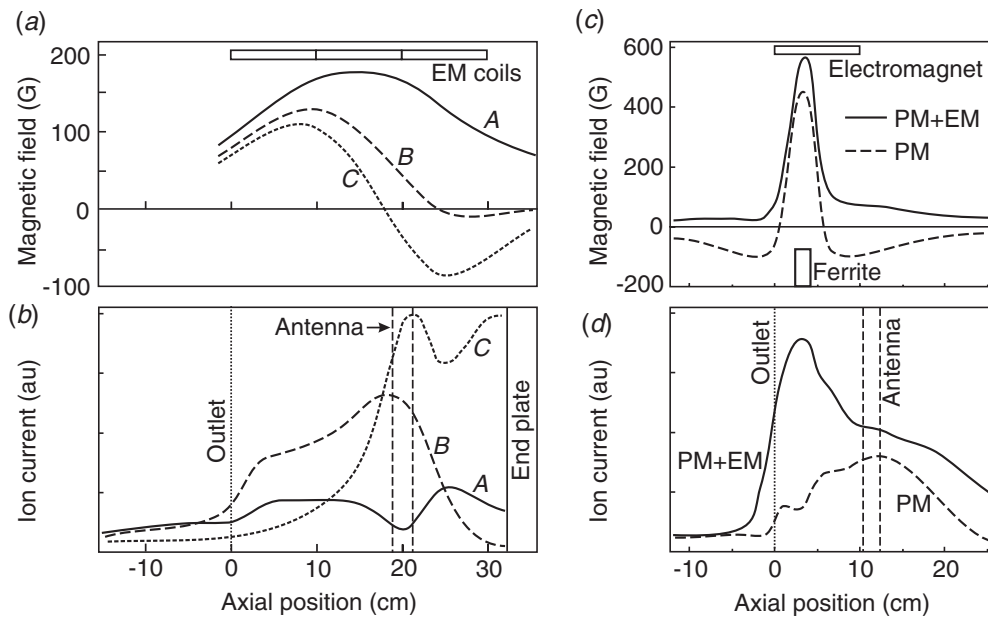 (a)
200
100
0
-100
Magnetic field (G)
EM coils
A
B
C
(b)
Ion current (au)
Outlet
Antenna
C
B
A
End plate
-10 0 10 20 30
Axial position (cm)
(c)
600
400
200
0
-200
Magnetic field (G)
Electromagnet
PM+EM
PM
Ferrite
(d)
Ion current (au)
Outlet
Antenna
PM+EM
PM
-10 0 10 20
Axial position (cm)